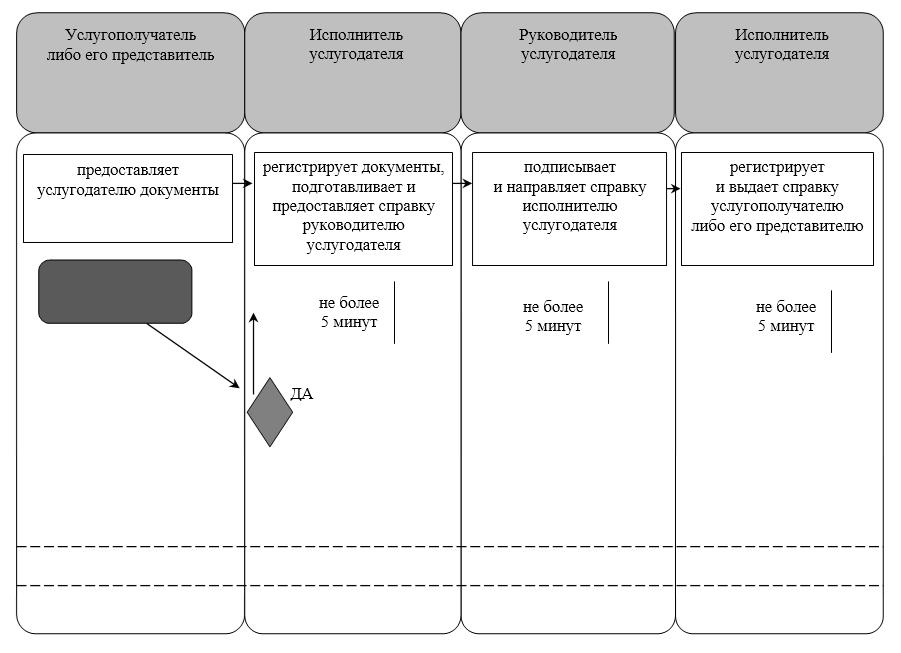 Услугополучатель
либо его представитель
Исполнитель
услугодателя
Руководитель
услугодателя
Исполнитель
услугодателя
предоставляет
услугодателю документы
регистрирует документы,
подготавливает и
предоставляет справку
руководителю
услугодателя
подписывает
и направляет справку
исполнителю
услугодателя
регистрирует
и выдает справку
услугополучателю
либо его представителю
не более
5 минут
не более
5 минут
не более
5 минут
ДА